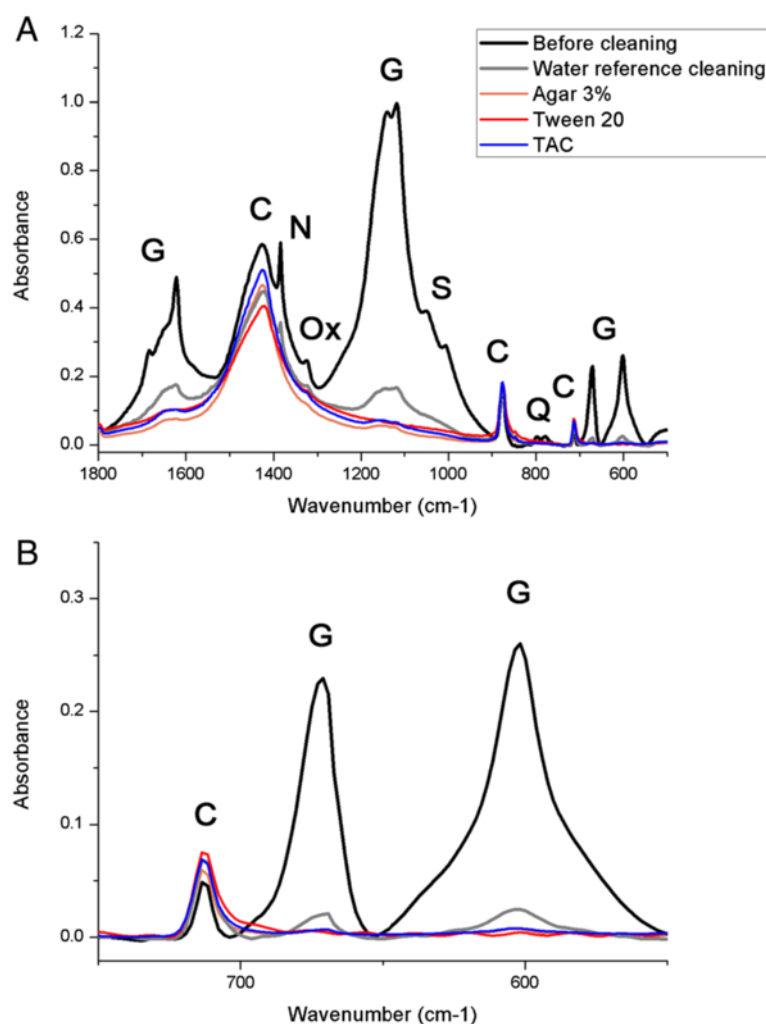 A
1.2
1.0
0.8
0.6
0.4
0.2
0.0
Absorbance
G
C
N
Ox
G
S
C
Q
C
G
Before cleaning
Water reference cleaning
Agar 3%
Tween 20
TAC
1800
1600
1400
1200
1000
800
600
Wavenumber (cm-1)
B
0.3
0.2
0.1
0.0
Absorbance
C
G
G
700
600
Wavenumber (cm-1)